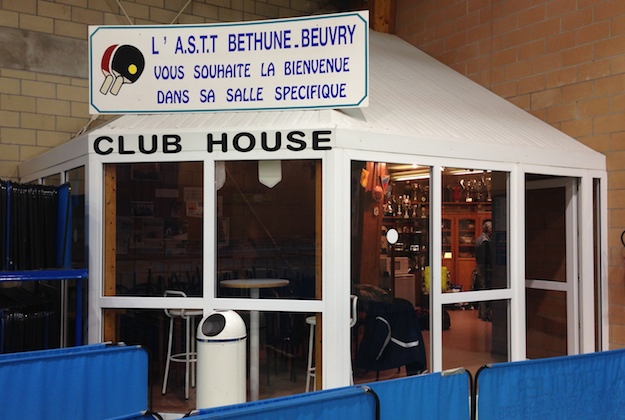 L'A.S.T.T BETHUNE-BEUVRY
VOUS SOUHAITE LA BIENVENUE
DANS SA SALLE SPECIFIQUE
CLUB HOUSE